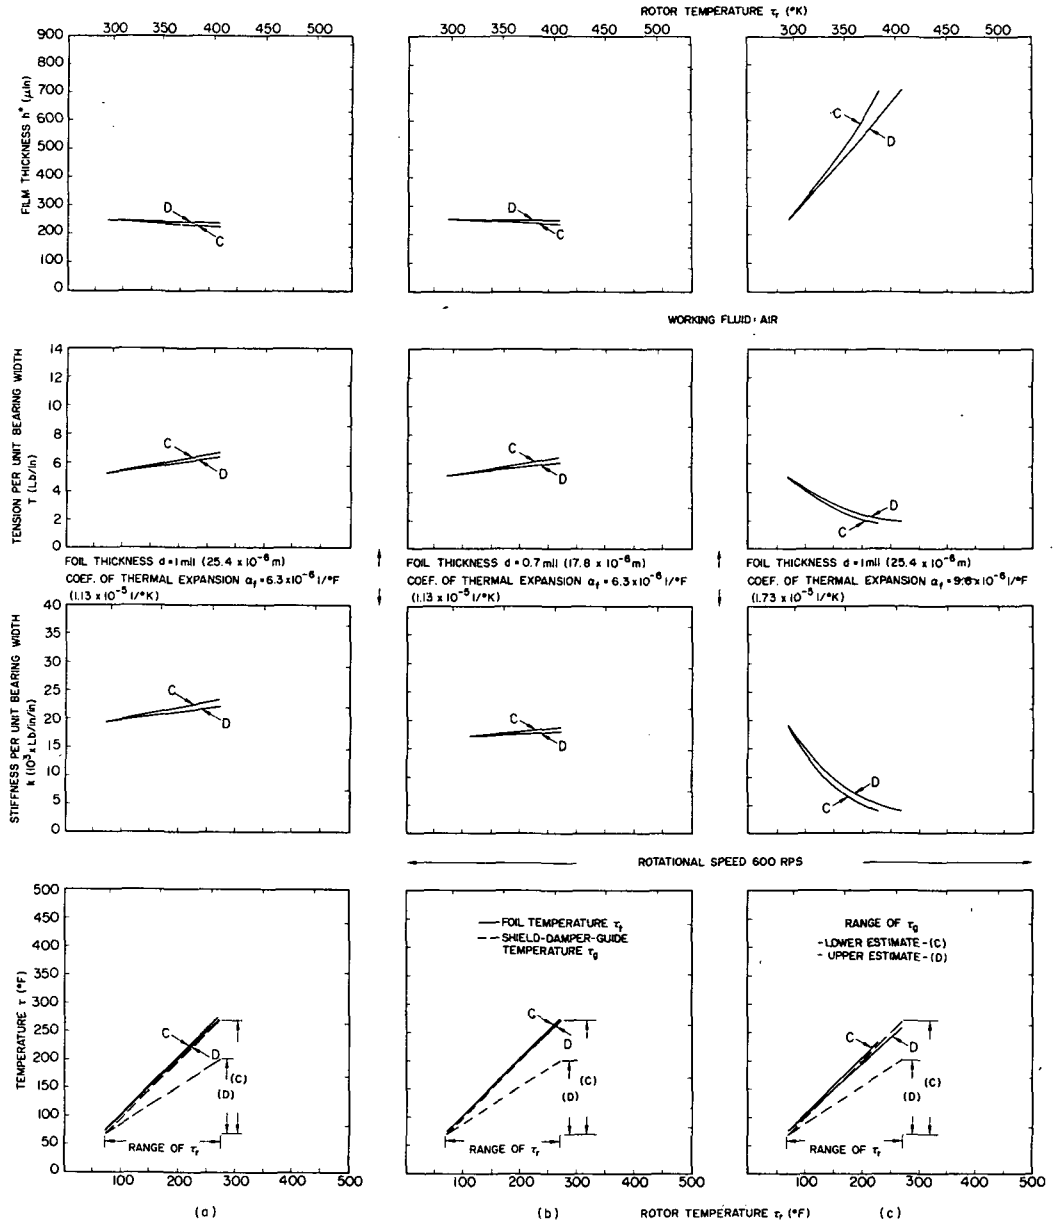 ROTOR TEMPERATURE τr (°K)
300 350 400 450 500
300 350 400 450 500
300 350 400 450 500
FILM THICKNESS h* (μin)
900
800
700
600
500
400
300
200
100
0
D
C
D
C
C
D
WORKING FLUID: AIR
TENSION PER UNIT BEARING WIDTH
T (Lb/in)
14
12
10
8
6
4
2
0
C
D
C
D
D
C
FOIL THICKNESS d = 1 mil (25.4 x 10⁻⁶ m)
COEF. OF THERMAL EXPANSION αf = 6.3 x 10⁻⁶ 1/°F
(1.13 x 10⁻⁵ 1/°K)
FOIL THICKNESS d = 0.7 mil (17.8 x 10⁻⁶ m)
COEF. OF THERMAL EXPANSION αf = 6.3 x 10⁻⁶ 1/°F
(1.13 x 10⁻⁵ 1/°K)
FOIL THICKNESS d = 1 mil (25.4 x 10⁻⁶ m)
COEF. OF THERMAL EXPANSION αf = x 10⁻⁶ 1/°F
(1.73 x 10⁻⁵ 1/°K)
STIFFNESS PER UNIT BEARING WIDTH
k (10³ x Lb/in/in)
40
35
30
25
20
15
10
5
0
C
D
C
D
D
C
ROTATIONAL SPEED 600 RPS
TEMPERATURE τ (°F)
500
450
400
350
300
250
200
150
100
50
0
C
D
(C)
(D)
RANGE OF τr
— FOIL TEMPERATURE τf
-- SHIELD-DAMPER-GUIDE
TEMPERATURE τg
C
D
(C)
(D)
RANGE OF τr
RANGE OF τg
- LOWER ESTIMATE - (C)
- UPPER ESTIMATE - (D)
C
D
(C)
(D)
RANGE OF τr
100 200 300 400 500
100 200 300 400 500
100 200 300 400 500
(a)
(b)
ROTOR TEMPERATURE τr (°F)
(c)